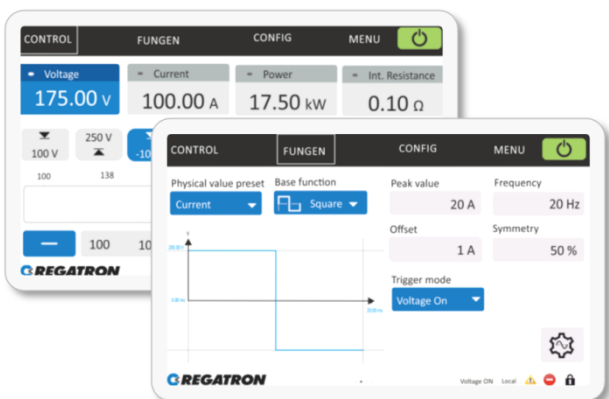 CONTROL FUNGEN CONFIG MENU
Voltage Current Power Int. Resistance
175.00 V 100.00 A 17.50 kW 0.10 Ω
100 V 250 V
100 138
100
REGATRON
CONTROL FUNGEN CONFIG MENU
Physical value preset Base function Peak value Frequency
Current Square 20 A 20 Hz
Offset Symmetry
1 A 50 %
Trigger mode
Voltage On
REGATRON
Voltage ON Local